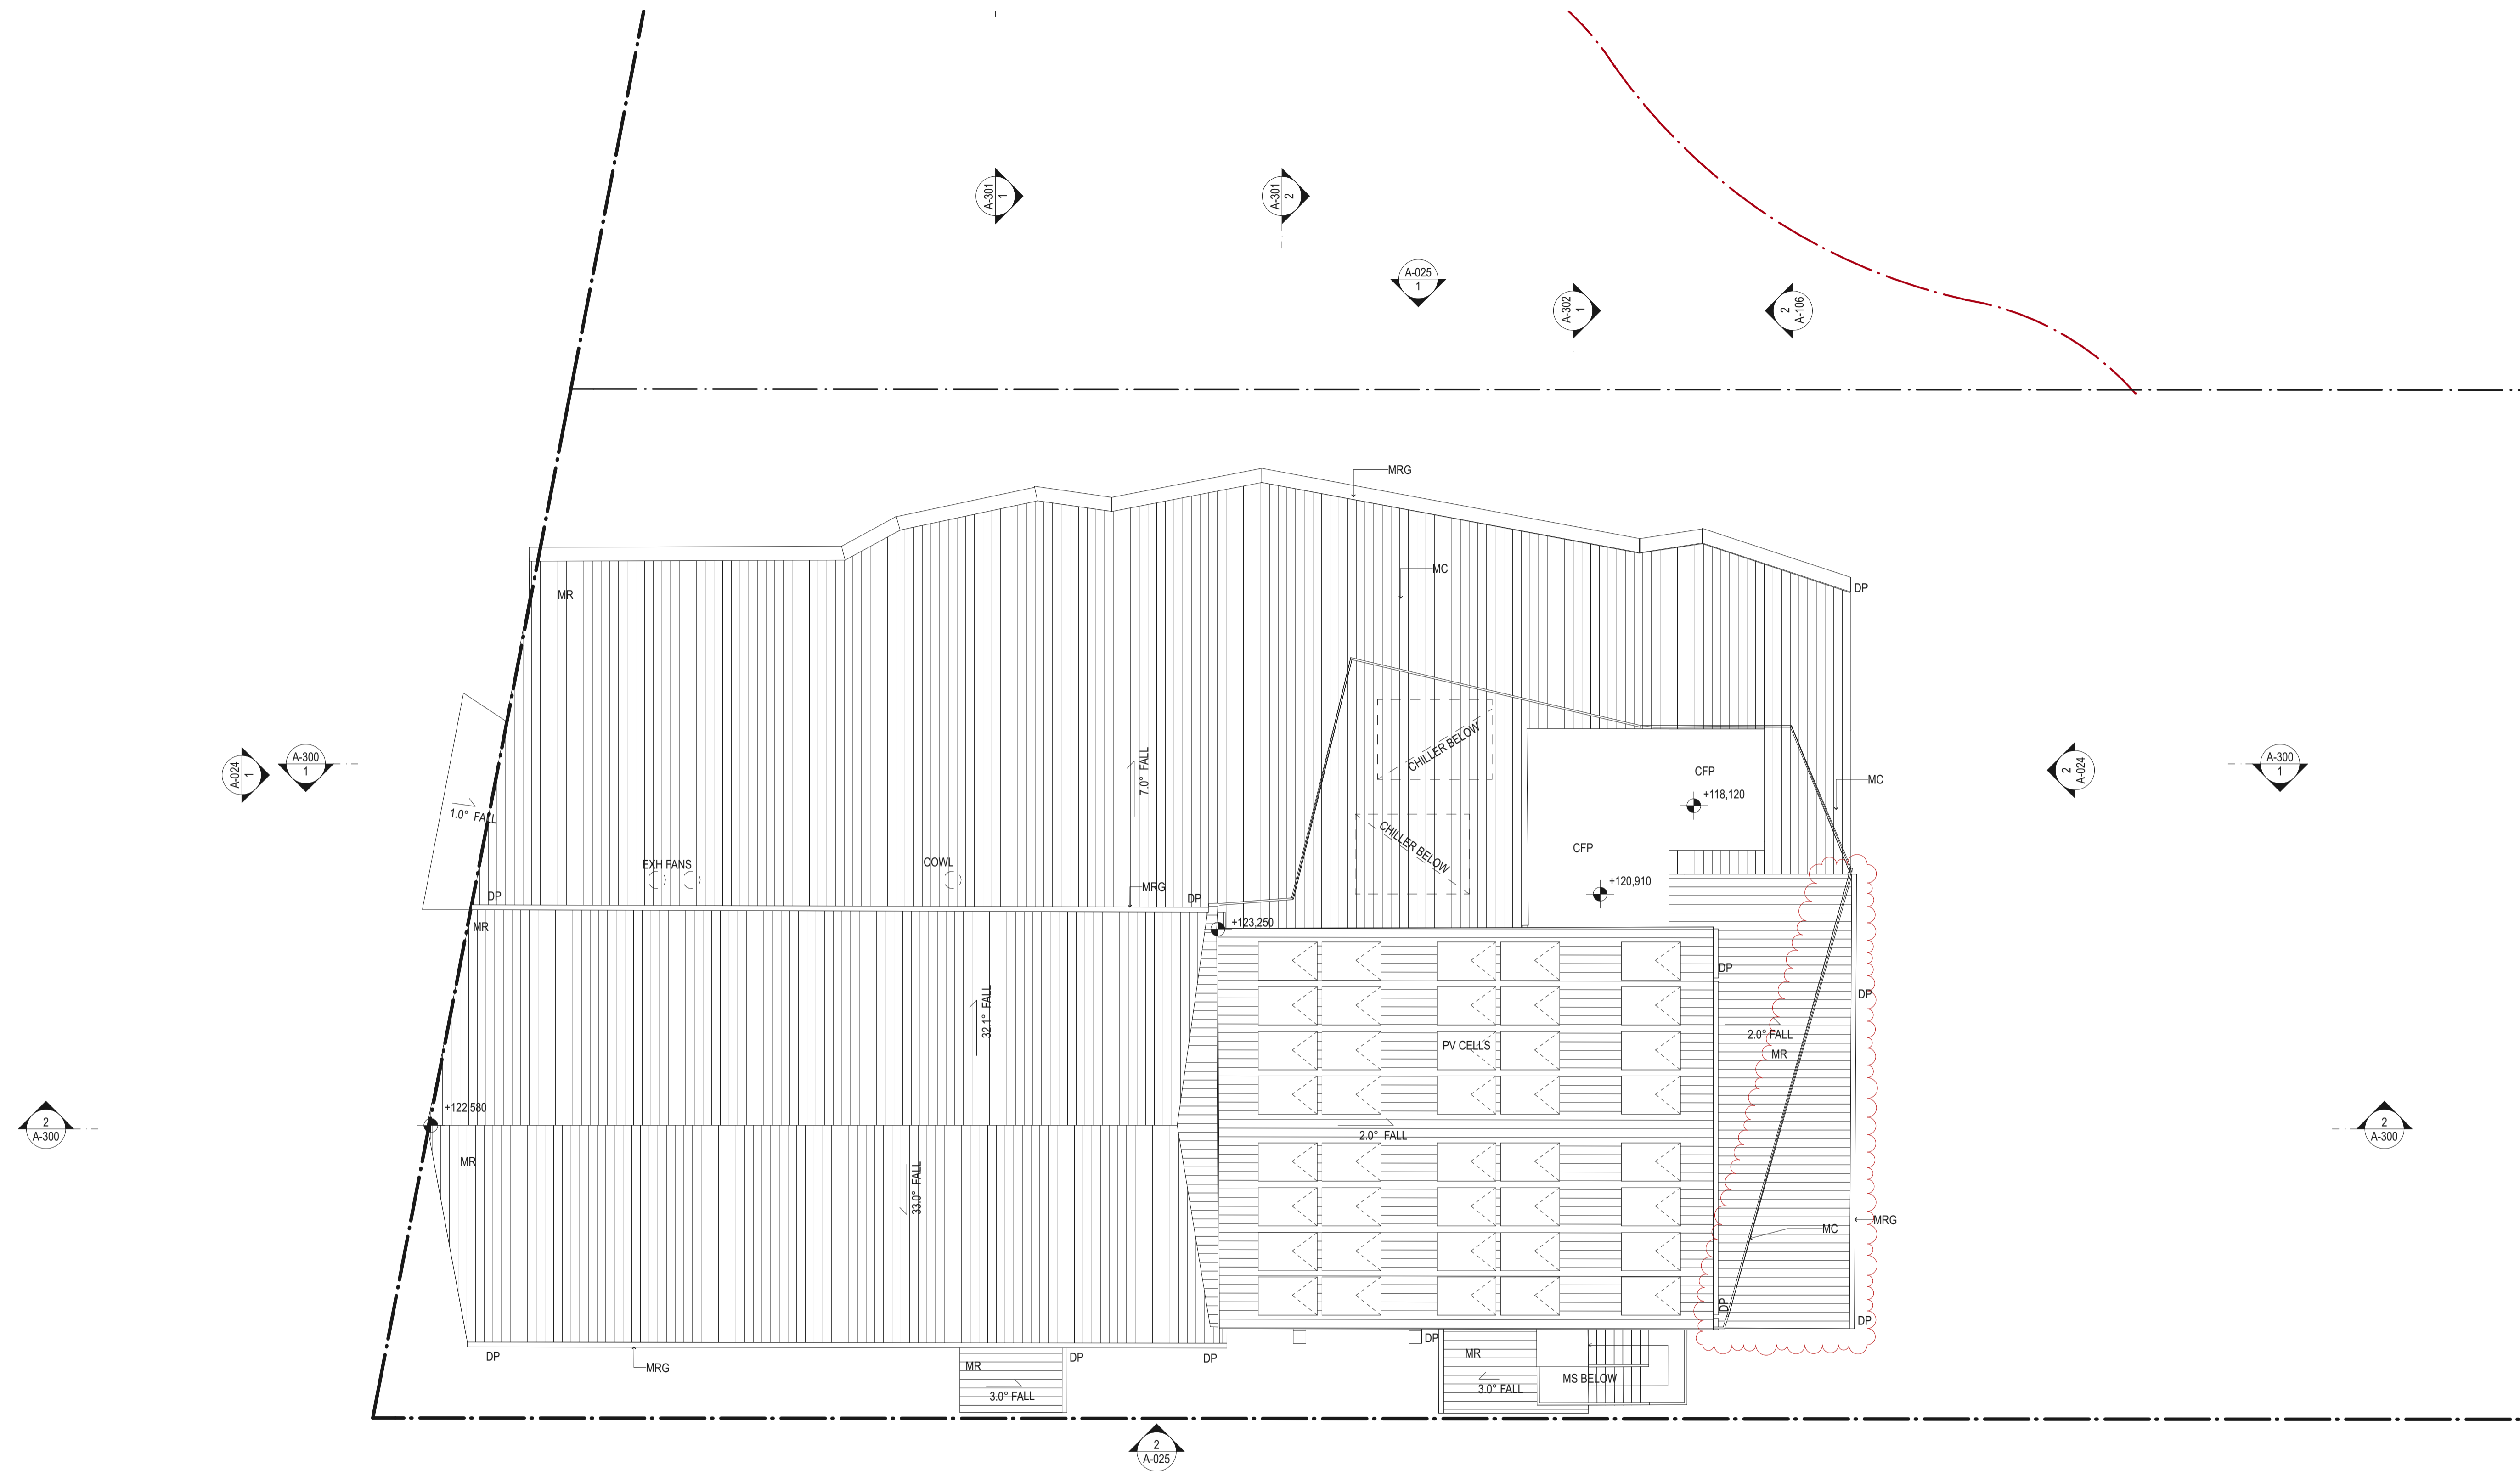 A-301
1
A-301
2
A-025
1
A-302
1
2
A-106
MRG
MC
DP
MR
CHILLER BELOW
7.0° FALL
A-024
1
A-300
1
2
A-024
A-300
1
CFP
+118,120
MC
1.0° FALL
CHILLER BELOW
CFP
EXH FANS
COWL
MRG
+120,910
DP
DP
MR
+123,250
DP
DP
32.1° FALL
2.0° FALL
PV CELLS
MR
+122,580
2
A-300
2.0° FALL
2
A-300
MR
33.0° FALL
MRG
MC
DP
DP
DP
MRG
MR
DP
DP
DP
MR
3.0° FALL
3.0° FALL
MS BELOW
2
A-025